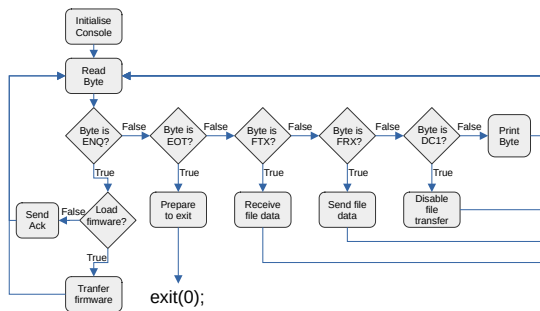 Initialise
Console
Read
Byte
Byte is
ENQ?
False
Byte is
EOT?
False
Byte is
FTX?
False
Byte is
FRX?
False
Byte is
DC1?
False
Print
Byte
True
True
True
True
True
Send
Ack
False
Load
fimware?
Prepare
to exit
Receive
file data
Send file
data
Disable
file
transfer
True
Tranfer
firmware
exit(0);